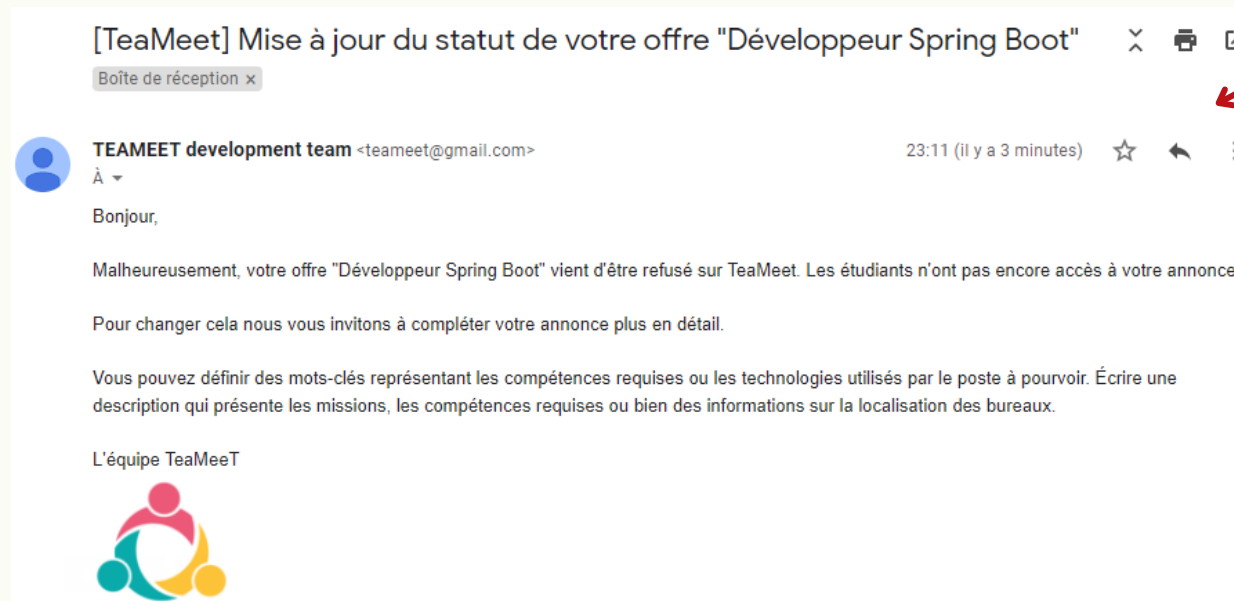 [TeaMeet] Mise à jour du statut de votre offre "Développeur Spring Boot"
Boîte de réception x
TEAMEET development team <teameet@gmail.com> 23:11 (il y a 3 minutes)
À
Bonjour,
Malheureusement, votre offre "Développeur Spring Boot" vient d'être refusé sur TeaMeet. Les étudiants n'ont pas encore accès à votre annonce
Pour changer cela nous vous invitons à compléter votre annonce plus en détail.
Vous pouvez définir des mots-clés représentant les compétences requises ou les technologies utilisés par le poste à pourvoir. Écrire une
description qui présente les missions, les compétences requises ou bien des informations sur la localisation des bureaux.
L'équipe TeaMeeT